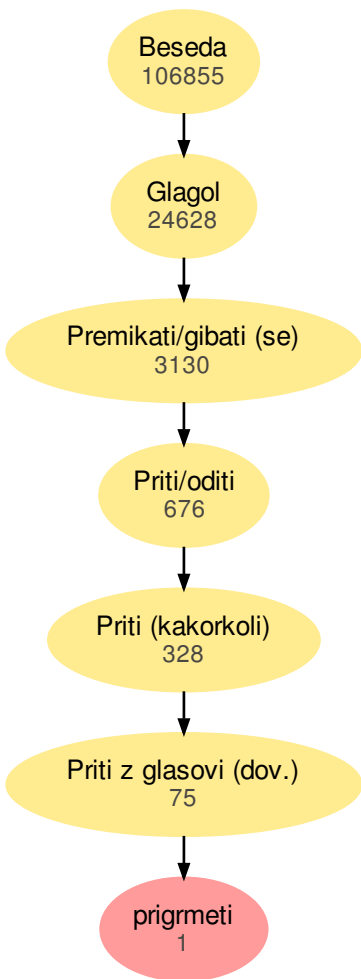 Beseda
106855
Glagol
24628
Premikati/gibati (se)
3130
Priti/oditi
676
Priti (kakorkoli)
328
Priti z glasovi (dov.)
75
prigrmeti
1